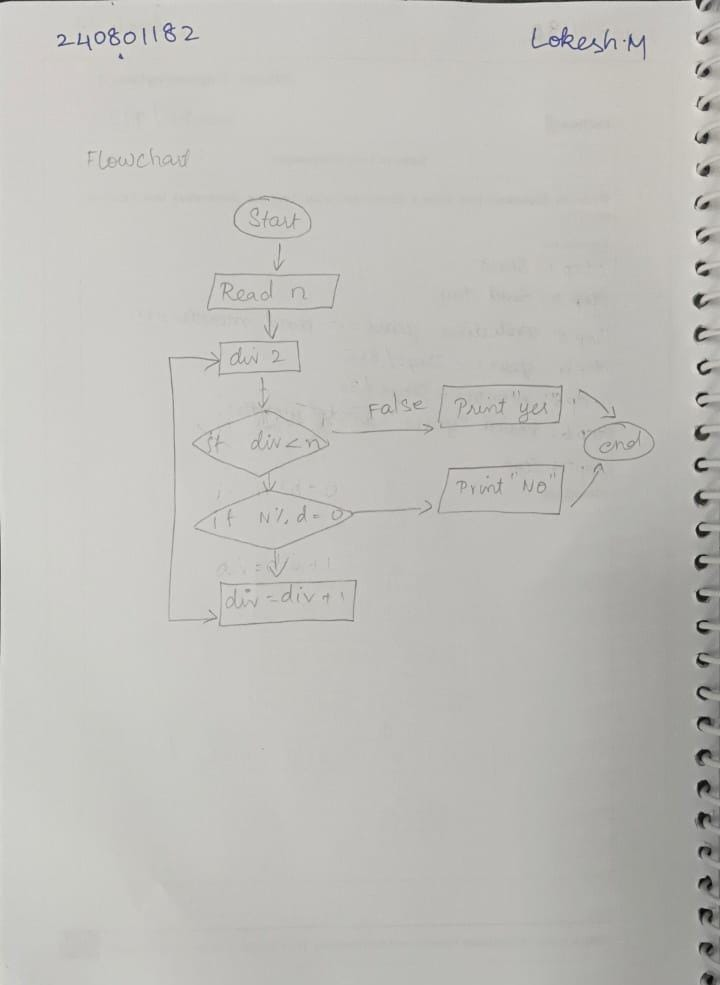 240801182
Lokesh.M
Flowchart
Start
Read n
div 2
if div<n
False
Print "yes"
end
if N% d=0
Print "NO"
div=div+1